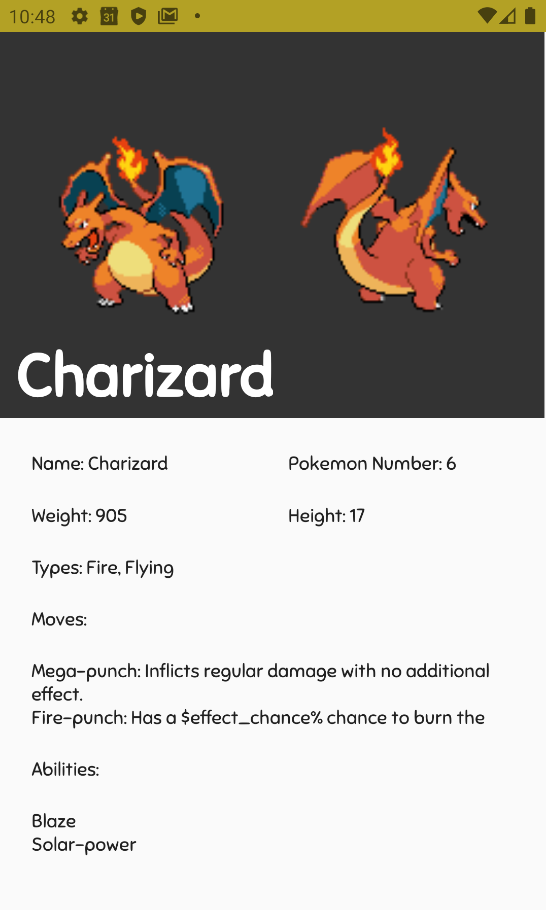 10:48
31
Charizard
Name: Charizard
Pokemon Number: 6
Weight: 905
Height: 17
Types: Fire, Flying
Moves:
Mega-punch: Inflicts regular damage with no additional
effect.
Fire-punch: Has a $effect_chance% chance to burn the
Abilities:
Blaze
Solar-power